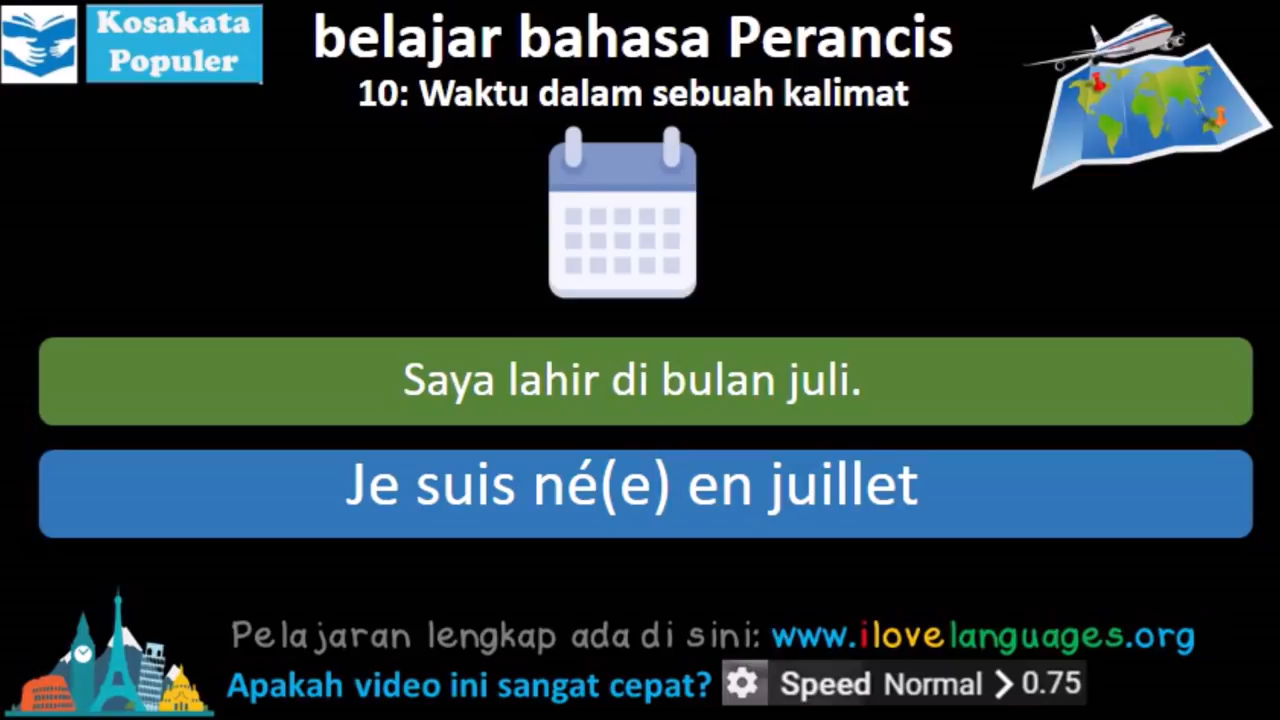 Kosakata
Populer
belajar bahasa Perancis
10: Waktu dalam sebuah kalimat
Saya lahir di bulan juli.
Je suis né(e) en juillet
Pelajaran lengkap ada di sini: www.ilovelanguages.org
Apakah video ini sangat cepat? Speed Normal > 0.75